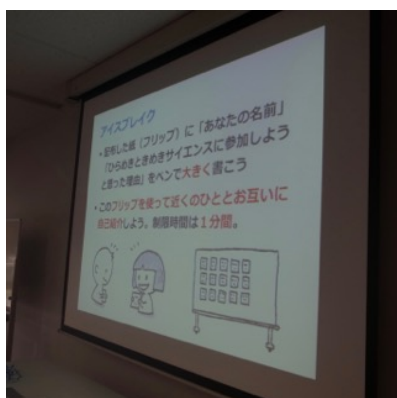 アイスブレイク
・配布した紙（フリップ）に「あなたの名前」
「ひらめきときめきサイエンスに参加しよう
と思った理由」をペンで大きく書こう
・このフリップを使って近くのひととお互いに
自己紹介しよう。制限時間は１分間。